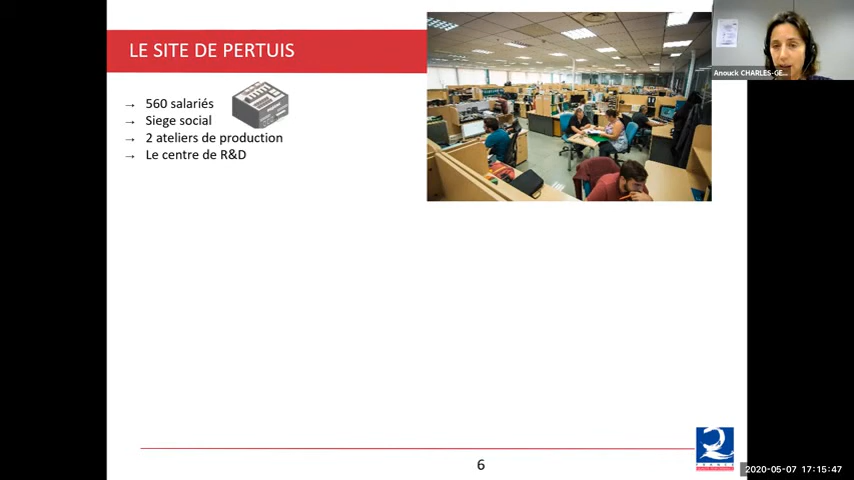 LE SITE DE PERTUIS
→ 560 salariés
→ Siege social
→ 2 ateliers de production
→ Le centre de R&D
Anouck CHARLES-GE...
6
FRANCE
2020-05-07 17:15:47